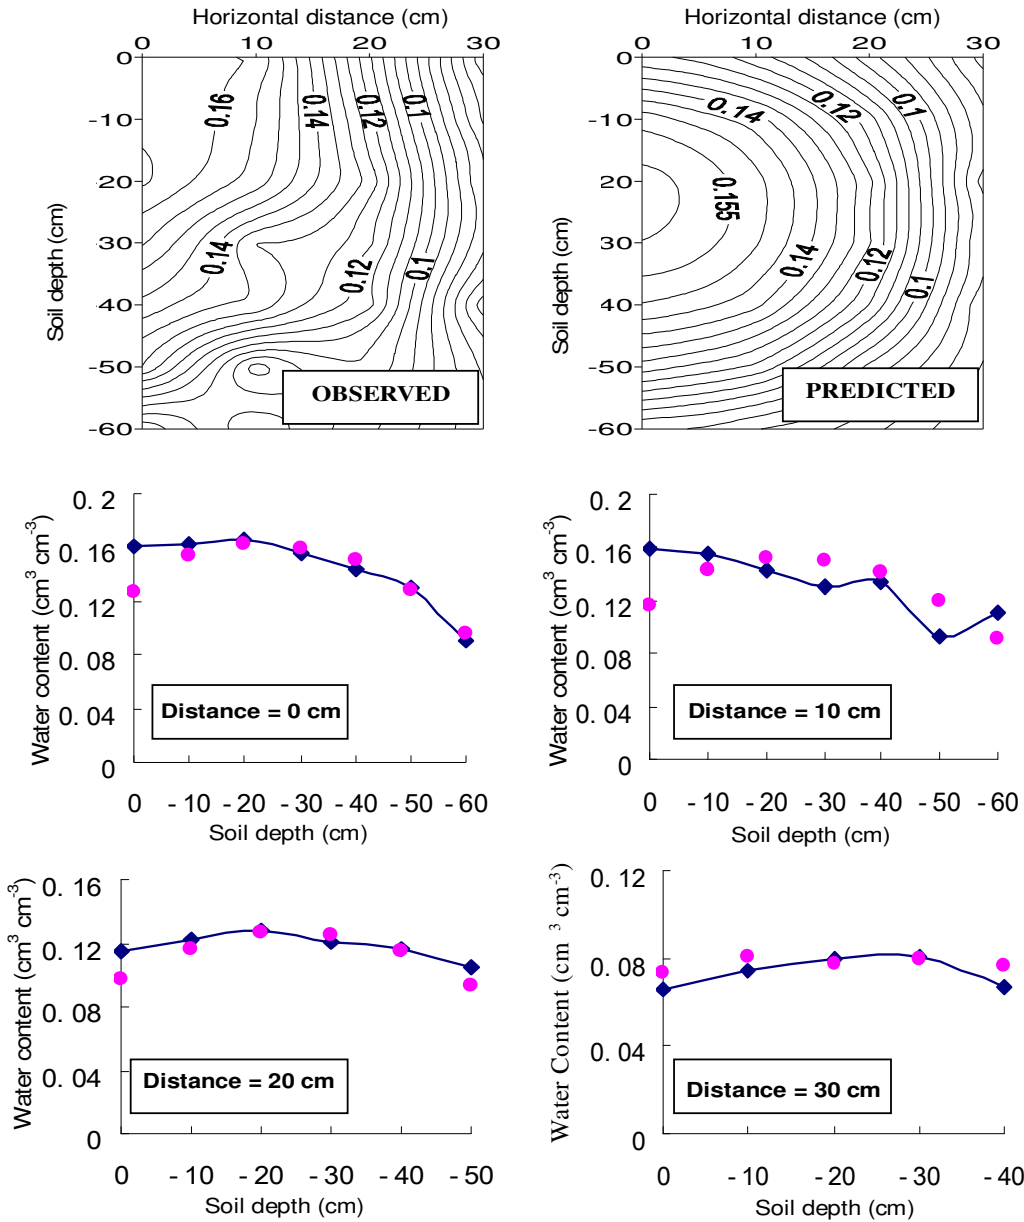 Horizontal distance (cm)
0 10 20 30
0
-10
-20
-30
-40
-50
-60
Soil depth (cm)
0.16
0.14
0.12
0.1
0.14
0.12
0.1
OBSERVED
Horizontal distance (cm)
0 10 20 30
0
-10
-20
-30
-40
-50
-60
Soil depth (cm)
0.14
0.12
0.1
0.155
0.14
0.12
0.1
PREDICTED
Water content (cm³ cm⁻³)
0. 2
0. 16
0. 12
0. 08
0. 04
0
Distance = 0 cm
0 - 10 - 20 - 30 - 40 - 50 - 60
Soil depth (cm)
Water content (cm³ cm⁻³)
0. 2
0. 16
0. 12
0. 08
0. 04
0
Distance = 10 cm
0 - 10 - 20 - 30 - 40 - 50 - 60
Soil depth (cm)
Water content (cm³ cm⁻³)
0. 16
0. 12
0. 08
0. 04
0
Distance = 20 cm
0 - 10 - 20 - 30 - 40 - 50
Soil depth (cm)
Water Content (cm ³ cm⁻³)
0. 12
0. 08
0. 04
0
Distance = 30 cm
0 - 10 - 20 - 30 - 40
Soil depth (cm)